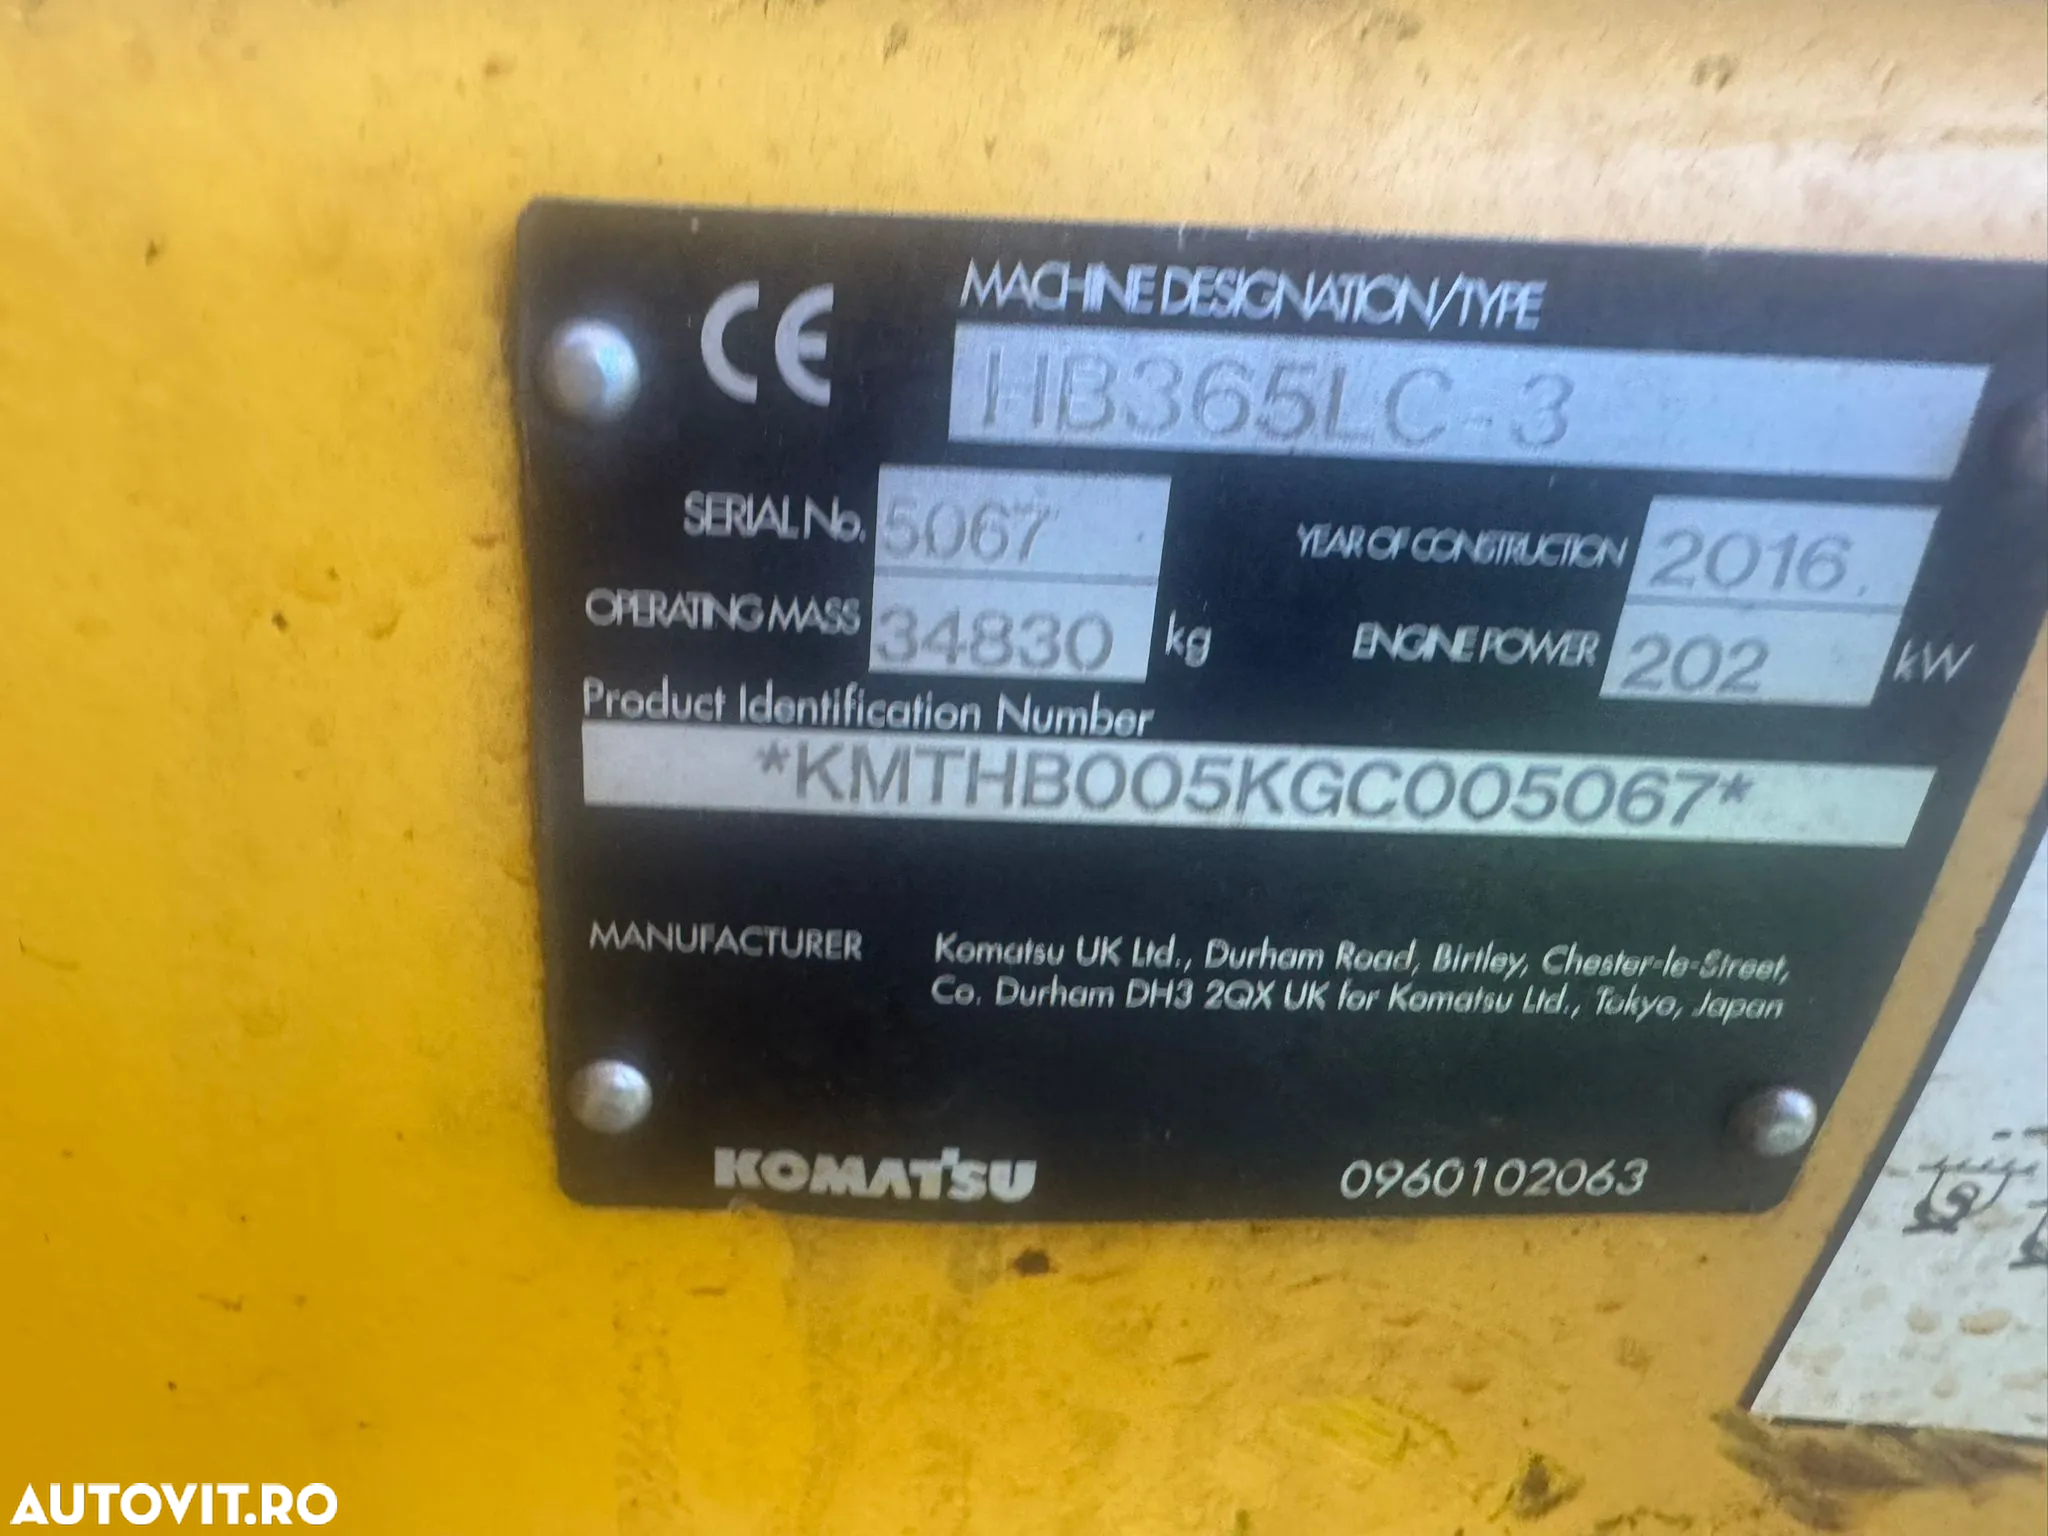 CE MACHINE DESIGNATION/TYPE
HB365LC-3
SERIAL No. 5067 YEAR OF CONSTRUCTION 2016.
OPERATING MASS 34830 kg ENGINE POWER 202 kW
Product Identification Number
*KMTHB005KGC005067*
MANUFACTURER Komatsu UK Ltd., Durham Road, Birtley, Chester-le-Street,
Co. Durham DH3 2QX UK for Komatsu Ltd., Tokyo, Japan
KOMATSU 0960102063
AUTOVIT.RO